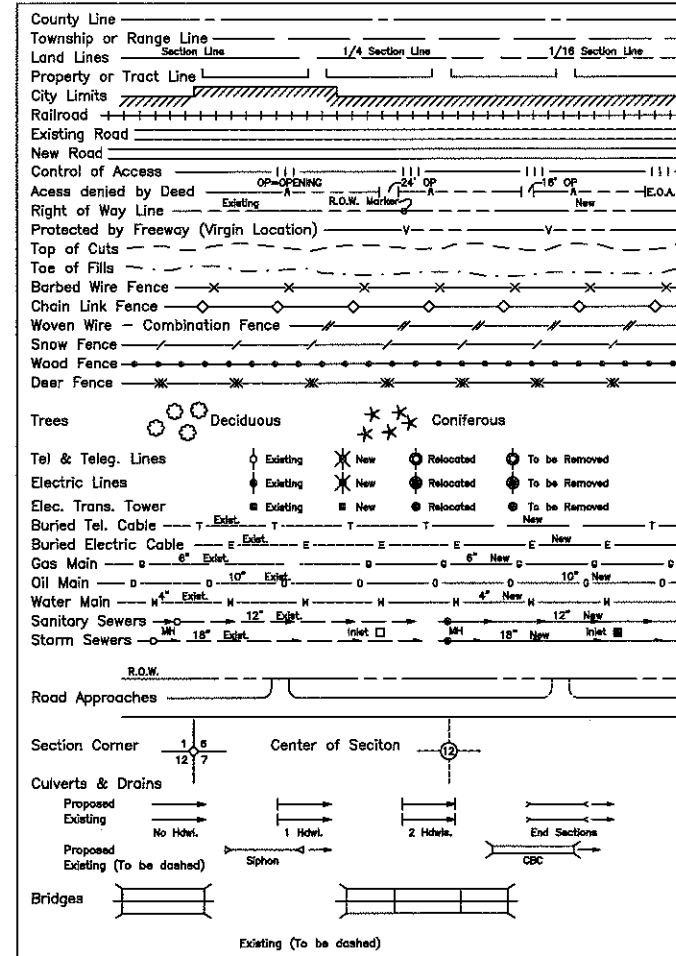 County Line
Township or Range Line
Section Line 1/4 Section Line 1/16 Section Line
Land Lines
Property or Tract Line
City Limits
Railroad
Existing Road
New Road
Control of Access
OP=OPENING 24' OP 16' OP
Acess denied by Deed E.O.A.
Existing R.O.W. Marker New
Right of Way Line
Protected by Freeway (Virgin Location) V V
Top of Cuts
Toe of Fills
Barbed Wire Fence
Chain Link Fence
Woven Wire - Combination Fence
Snow Fence
Wood Fence
Deer Fence
Trees Deciduous Coniferous
Tel & Teleg. Lines Existing New Relocated To be Removed
Electric Lines Existing New Relocated To be Removed
Elec. Trans. Tower Existing New Relocated To be Removed
Buried Tel. Cable T Exist. T T T New T
Buried Electric Cable E Exist. E E E E New E
Gas Main G 6" Exist. G G 6" New G G
Oil Main O O 10" Exist. O O O O 10" New O
Water Main W 4" Exist. W W W W 4" New W W
Sanitary Sewers 12" Exist. 12" New
MH Inlet MH Inlet
Storm Sewers 18" Exist. 18" New
R.O.W.
Road Approaches
Section Corner 1 6 12 7 Center of Seciton 12
Culverts & Drains
Proposed
Existing
No Hdwl. 1 Hdwl. 2 Hdwls. End Sections
Proposed
Existing (To be dashed) Siphon CBC
Bridges
Existing (To be dashed)